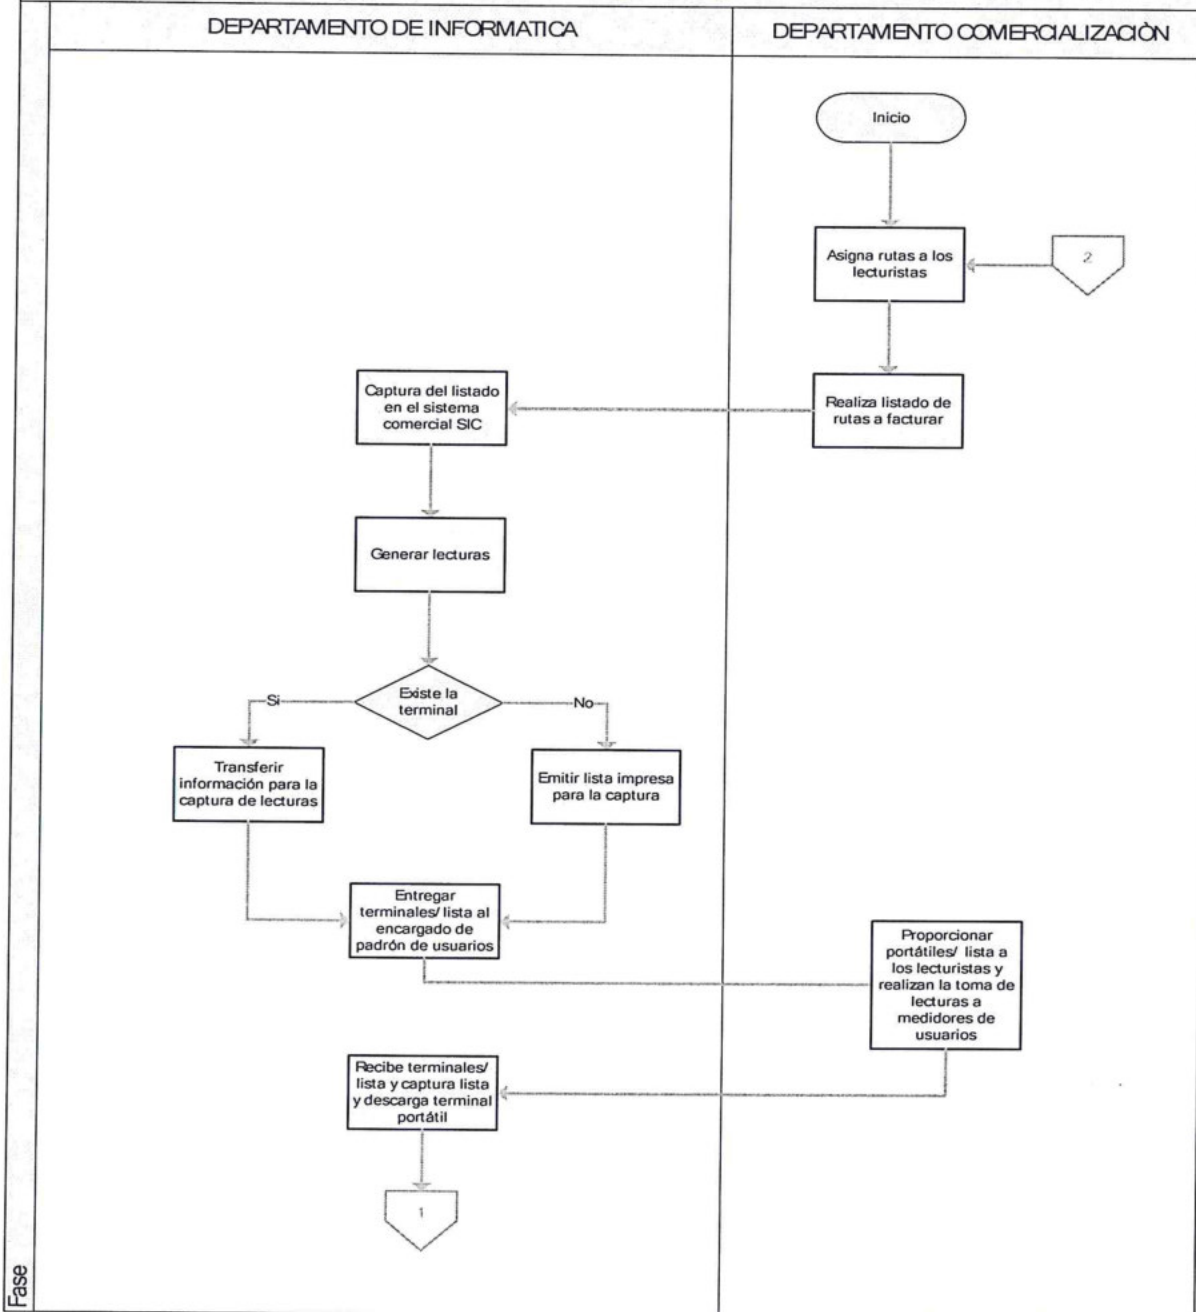 DEPARTAMENTO DE INFORMATICA
DEPARTAMENTO COMERCIALIZACIÒN
Inicio
Asigna rutas a los
lecturistas
2
Realiza listado de
rutas a facturar
Captura del listado
en el sistema
comercial SIC
Generar lecturas
Existe la
terminal
Si
No
Transferir
información para la
captura de lecturas
Emitir lista impresa
para la captura
Entregar
terminales/ lista al
encargado de
padrón de usuarios
Proporcionar
portátiles/ lista a
los lecturistas y
realizan la toma de
lecturas a
medidores de
usuarios
Recibe terminales/
lista y captura lista
y descarga terminal
portátil
1
Fase